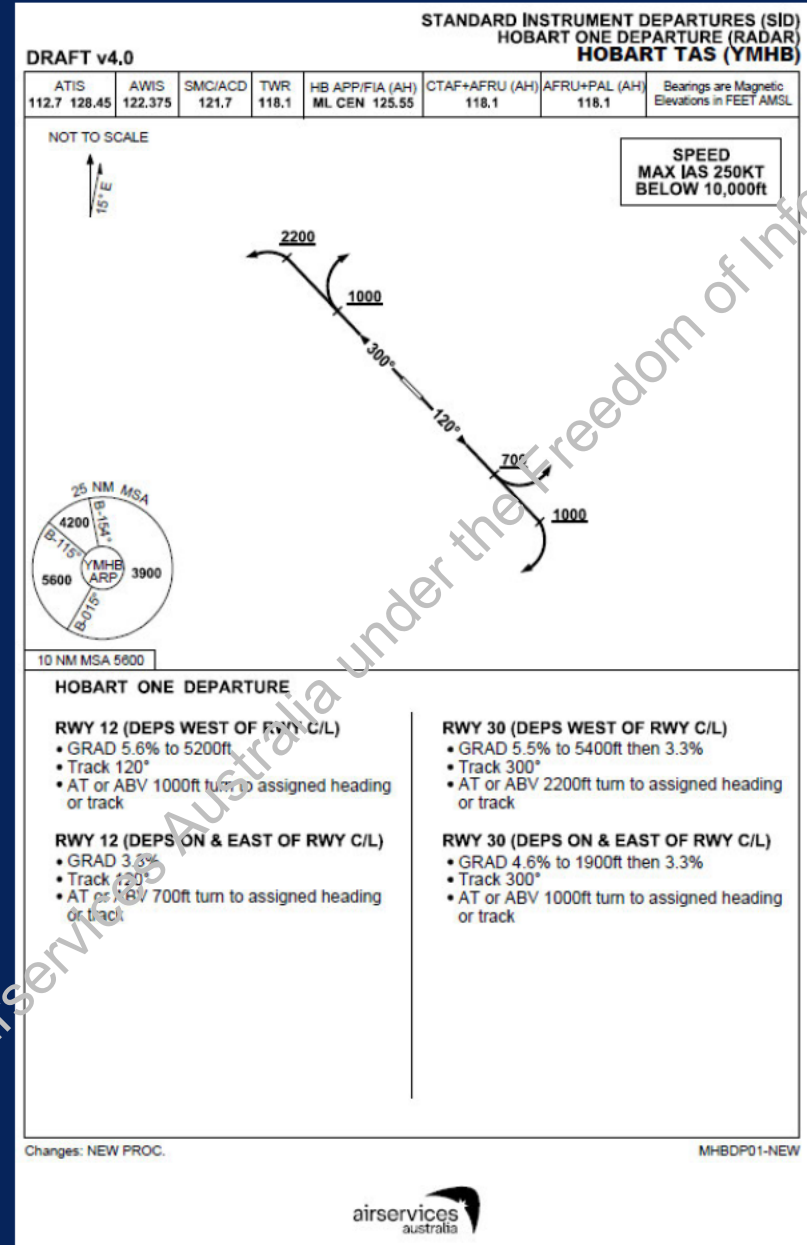 STANDARD INSTRUMENT DEPARTURES (SID)
HOBART ONE DEPARTURE (RADAR)
DRAFT v4.0
HOBART TAS (YMHB)
ATIS
112.7 128.45
AWIS
122.375
SMC/ACD
121.7
TWR
118.1
HB APP/FIA (AH)
ML CEN 125.55
CTAF+AFRU (AH)
118.1
AFRU+PAL (AH)
118.1
Bearings are Magnetic
Elevations in FEET AMSL
NOT TO SCALE
15° E
SPEED
MAX IAS 250KT
BELOW 10,000ft
2200
1000
300°
120°
700
1000
25 NM MSA
4200
B-154°
B-115°
YMHB
ARP
3900
5600
B-015°
10 NM MSA 5600
HOBART ONE DEPARTURE
RWY 12 (DEPS WEST OF RWY C/L)
• GRAD 5.6% to 5200ft
• Track 120°
• AT or ABV 1000ft turn to assigned heading
or track
RWY 12 (DEPS ON & EAST OF RWY C/L)
• GRAD 3.3%
• Track 120°
• AT or ABV 700ft turn to assigned heading
or track
RWY 30 (DEPS WEST OF RWY C/L)
• GRAD 5.5% to 5400ft then 3.3%
• Track 300°
• AT or ABV 2200ft turn to assigned heading
or track
RWY 30 (DEPS ON & EAST OF RWY C/L)
• GRAD 4.6% to 1900ft then 3.3%
• Track 300°
• AT or ABV 1000ft turn to assigned heading
or track
Changes: NEW PROC.
MHBDP01-NEW
airservices
australia
services Australia under the Freedom of